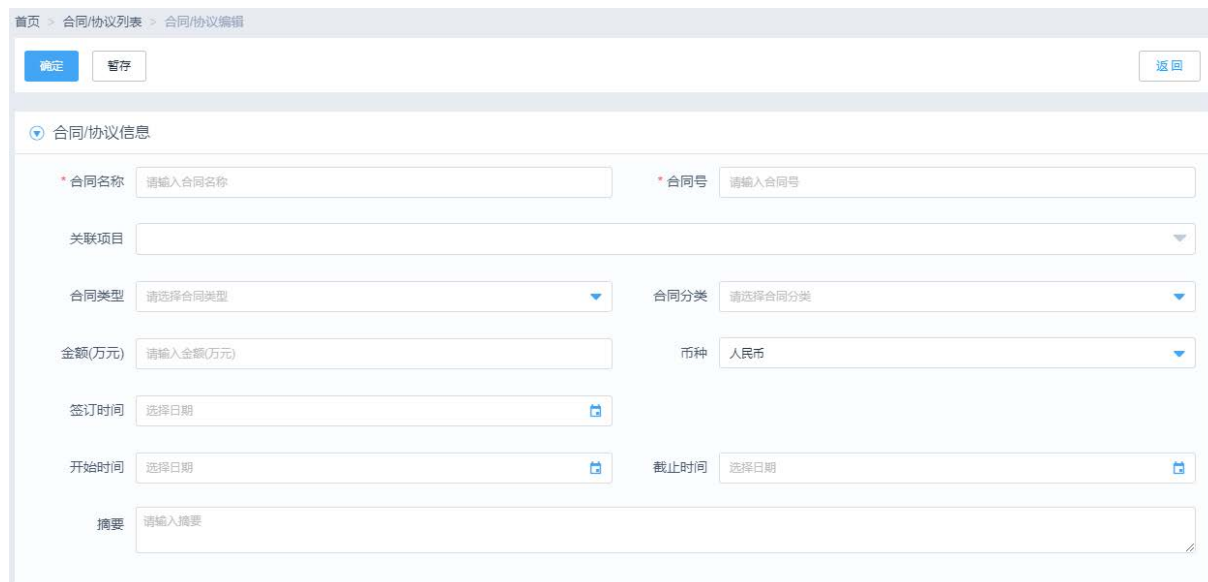 首页 > 合同/协议列表 > 合同/协议编辑
确定 暂存 返回
合同/协议信息
* 合同名称 请输入合同名称 * 合同号 请输入合同号
关联项目
合同类型 请选择合同类型 合同分类 请选择合同分类
金额(万元) 请输入金额(万元) 币种 人民币
签订时间 选择日期
开始时间 选择日期 截止时间 选择日期
摘要 请输入摘要